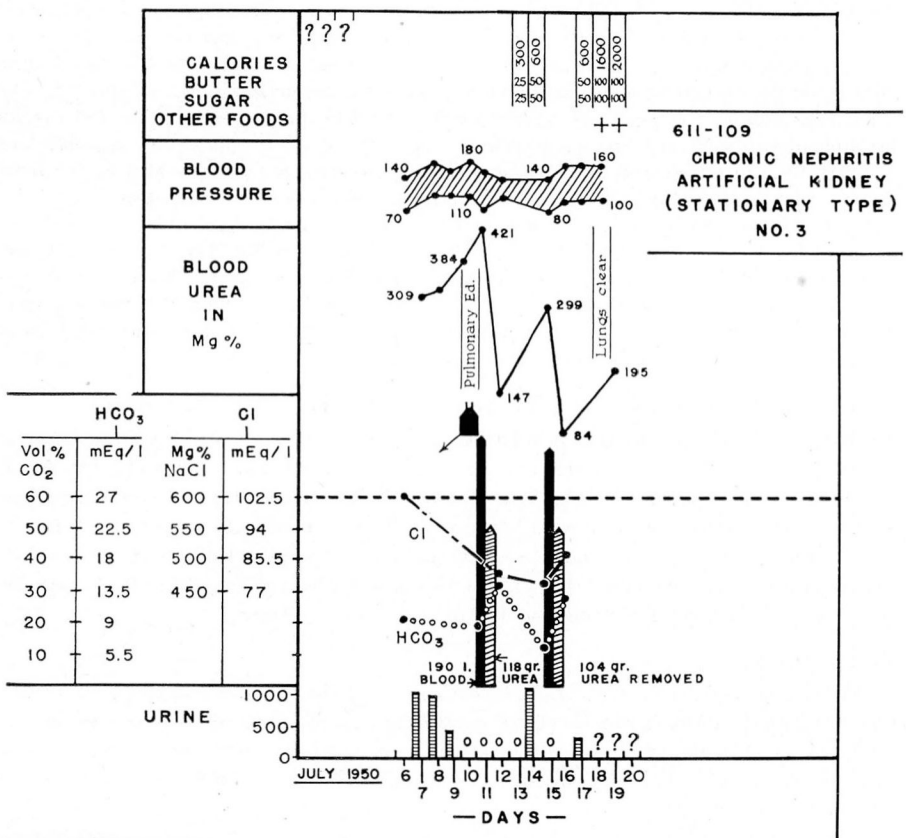 ? ? ?
CALORIES
BUTTER
SUGAR
OTHER FOODS
300 600 600 1600 2000
25 50 50 100 100
25 50 50 100 100
+ +
611-109
CHRONIC NEPHRITIS
ARTIFICIAL KIDNEY
(STATIONARY TYPE)
NO. 3
BLOOD
PRESSURE
140 180 140 160
70 110 80 100
BLOOD
UREA
IN
Mg%
309 384 421 147 299 84 195
Pulmonary Ed.
Lungs clear
HCO3 Cl
Vol% mEq/l Mg% mEq/l
CO2 NaCl
60 27 600 102.5
50 22.5 550 94
40 18 500 85.5
30 13.5 450 77
20 9
10 5.5
Cl
HCO3
190 l. 118 gr. 104 gr.
BLOOD UREA UREA REMOVED
URINE
1000
500
0
0 0 0 0 0 ? ? ?
JULY 1950
6 8 10 12 14 16 18 20
7 9 11 13 15 17 19
— DAYS —